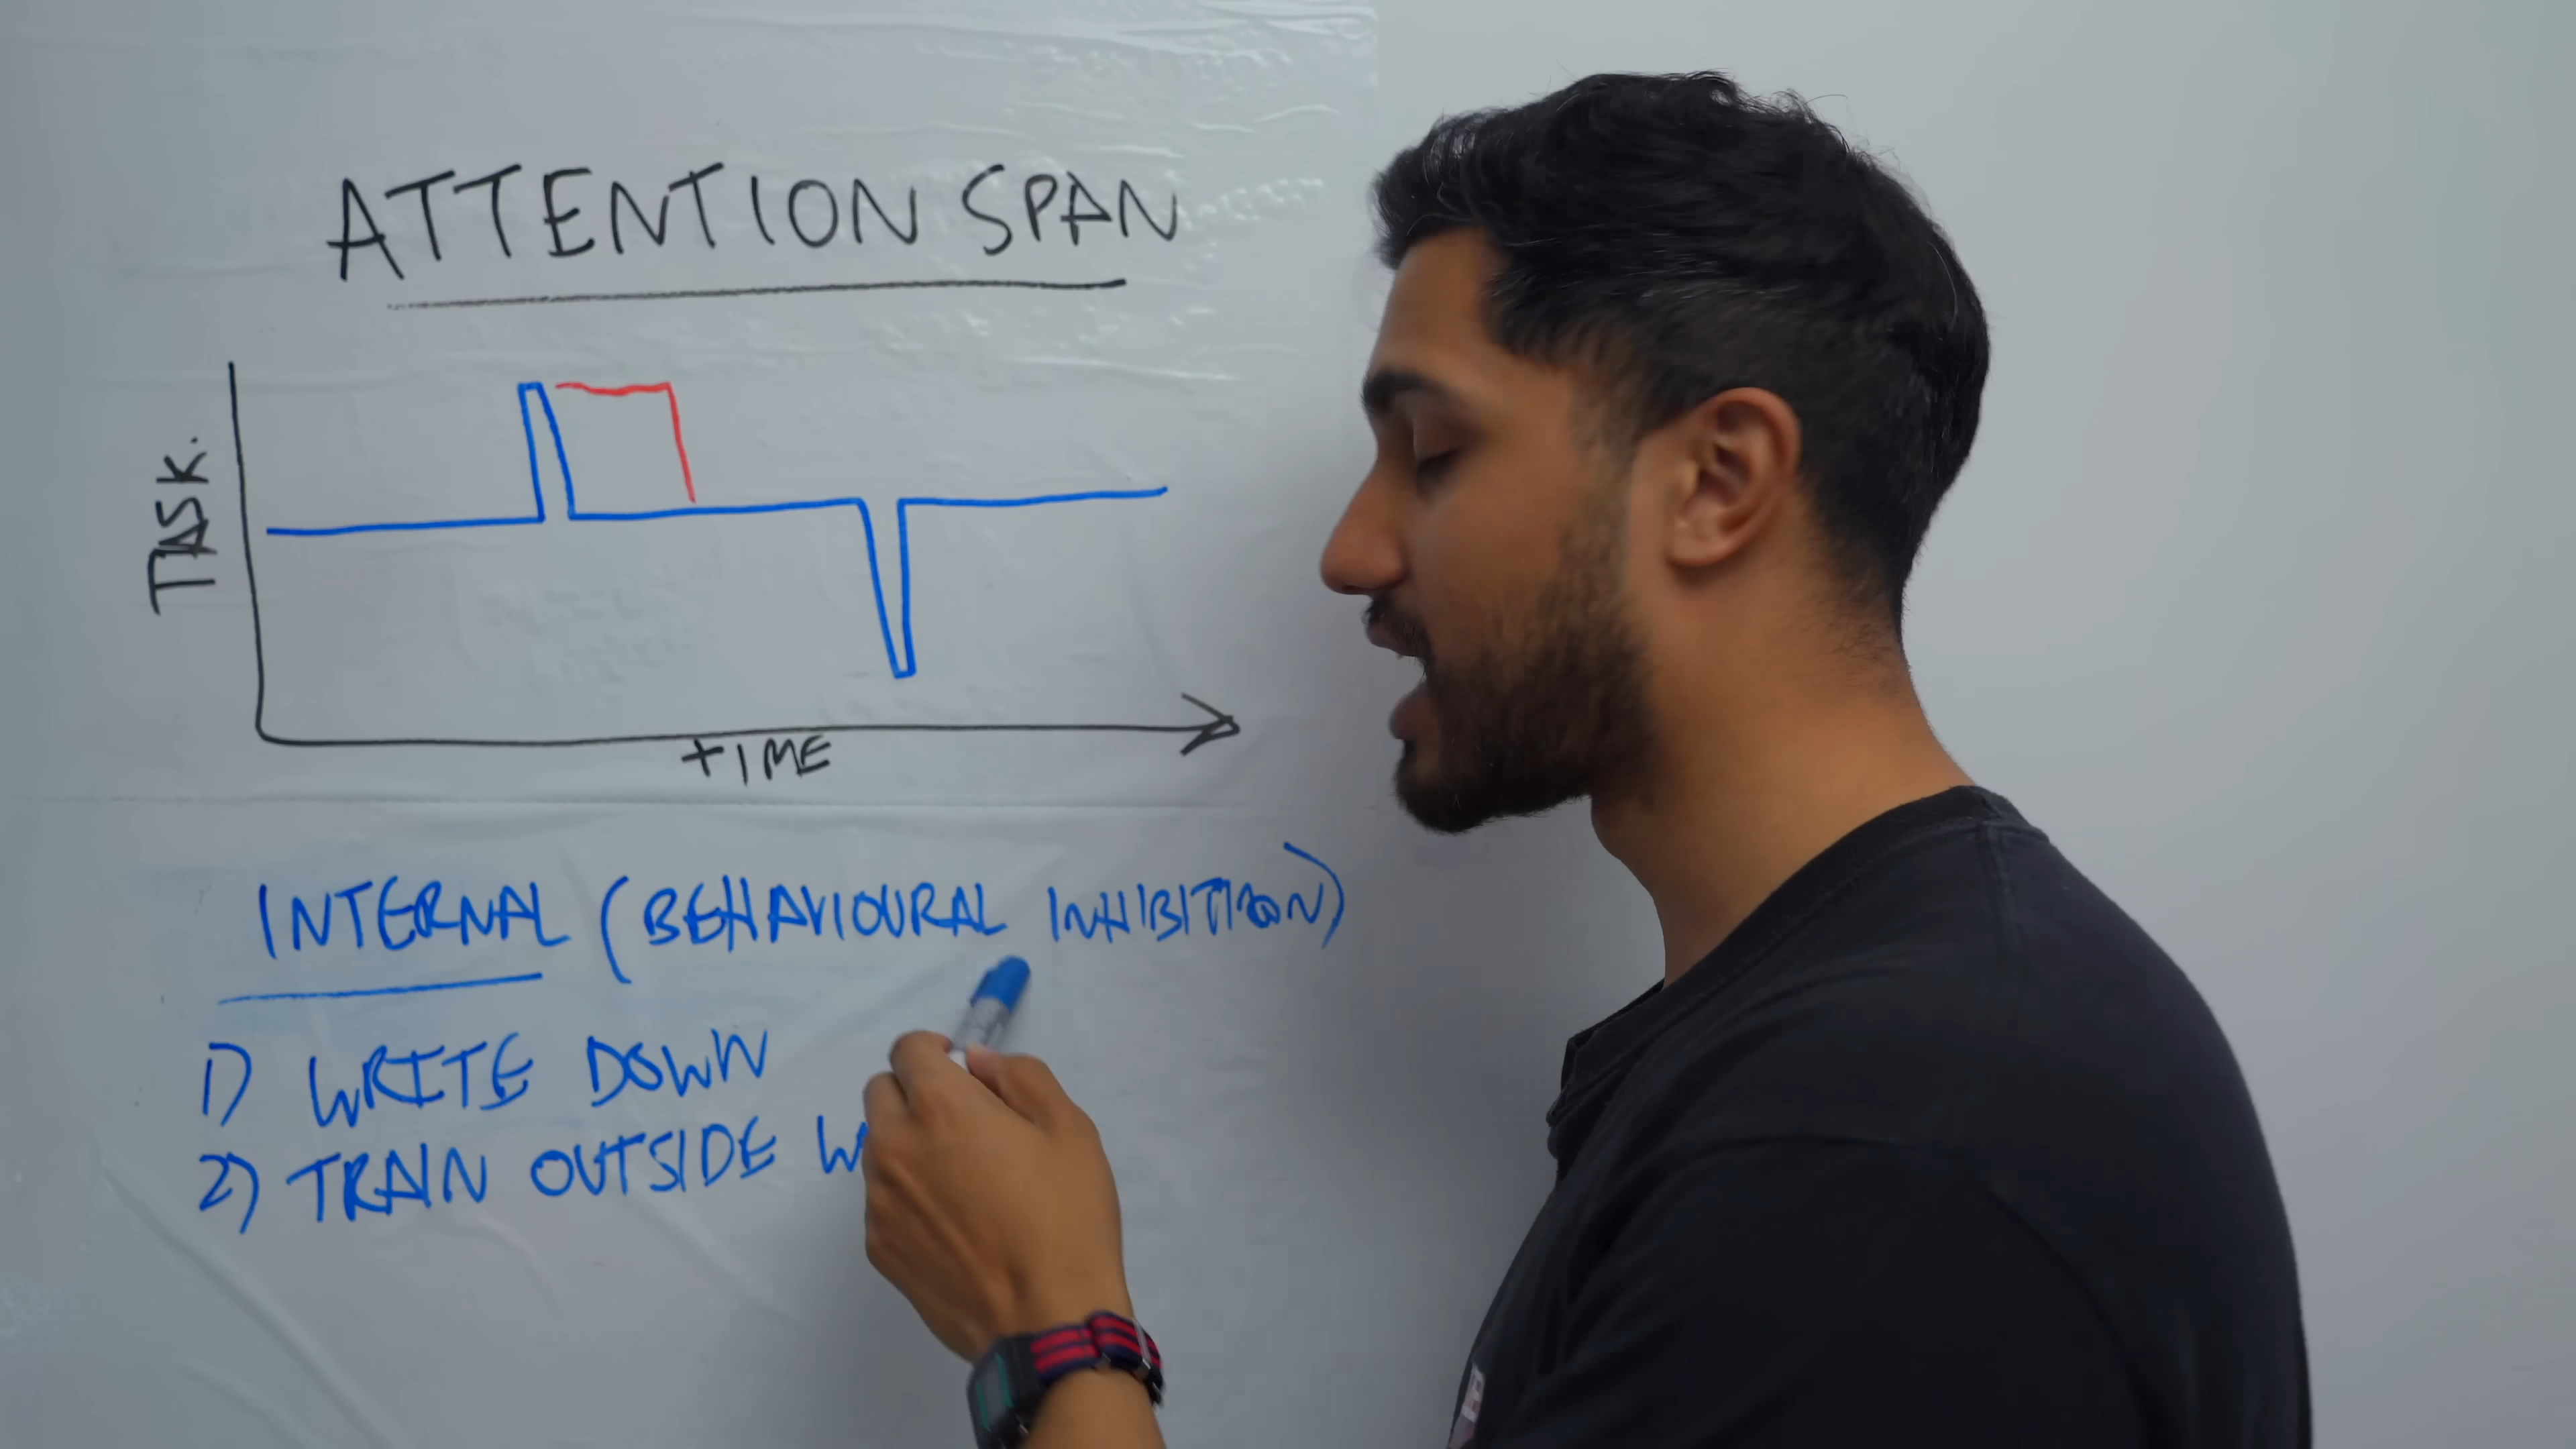 ATTENTION SPAN
TASK.
TIME
INTERNAL (BEHAVIOURAL INHIBITION)
1) WRITE DOWN
2) TRAIN OUTSIDE